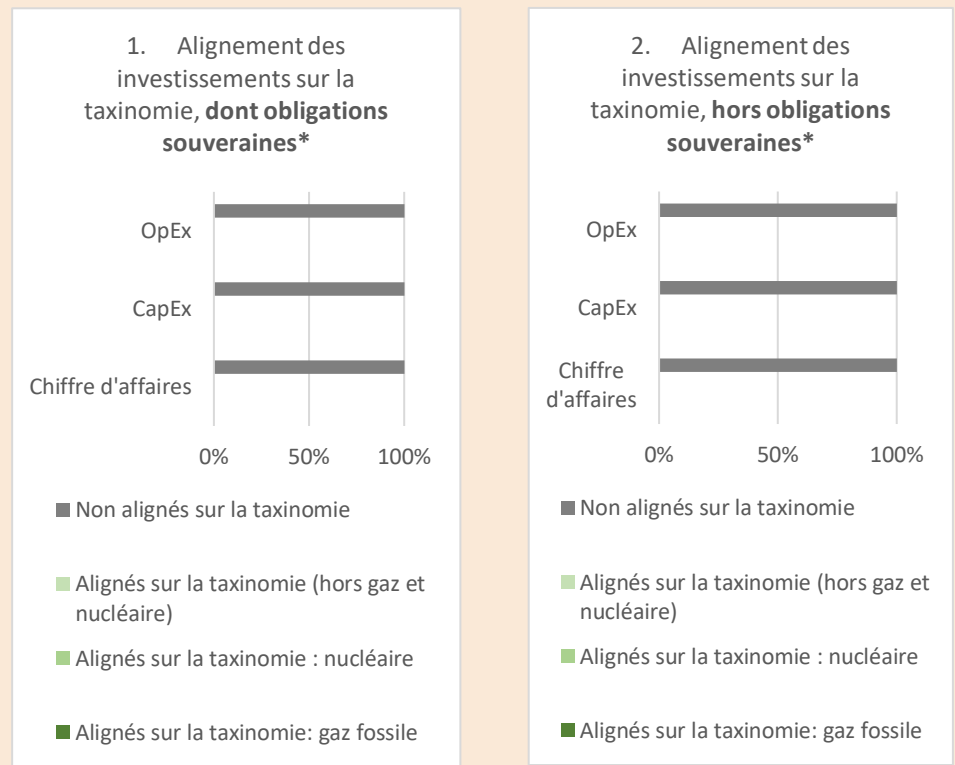 1. Alignement des
investissements sur la
taxinomie, dont obligations
souveraines*
OpEx
CapEx
Chiffre d'affaires
0% 50% 100%
Non alignés sur la taxinomie
Alignés sur la taxinomie (hors gaz et
nucléaire)
Alignés sur la taxinomie : nucléaire
Alignés sur la taxinomie: gaz fossile
2. Alignement des
investissements sur la
taxinomie, hors obligations
souveraines*
OpEx
CapEx
Chiffre
d'affaires
0% 50% 100%
Non alignés sur la taxinomie
Alignés sur la taxinomie (hors gaz et
nucléaire)
Alignés sur la taxinomie : nucléaire
Alignés sur la taxinomie: gaz fossile